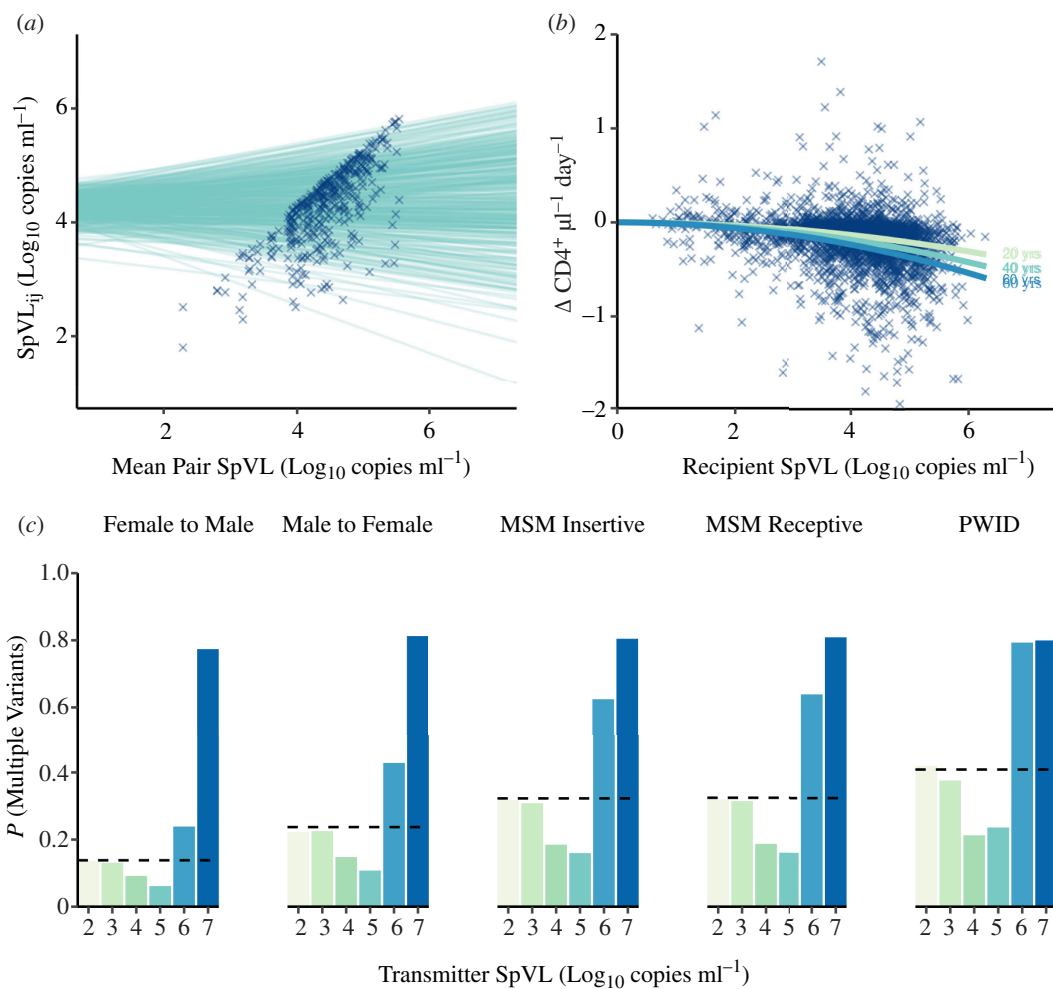 (a)
SpVLij (Log10 copies ml−1)
6
4
2
2 4 6
Mean Pair SpVL (Log10 copies ml−1)
(b)
Δ CD4+ µl−1 day−1
2
1
0
−1
−2
20 yrs
40 yrs
60 yrs
0 2 4 6
Recipient SpVL (Log10 copies ml−1)
(c)
Female to Male Male to Female MSM Insertive MSM Receptive PWID
P (Multiple Variants)
1.0
0.8
0.6
0.4
0.2
0
2 3 4 5 6 7 2 3 4 5 6 7 2 3 4 5 6 7 2 3 4 5 6 7 2 3 4 5 6 7
Transmitter SpVL (Log10 copies ml−1)